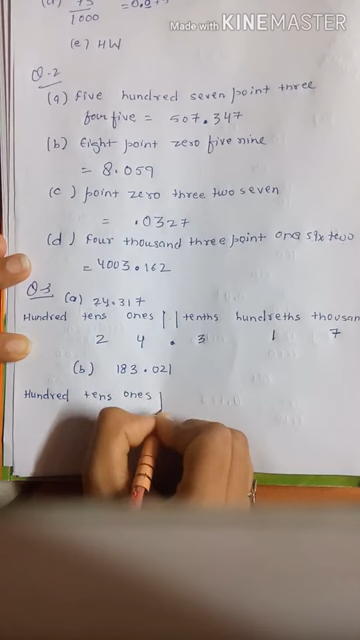 Made with KINEMASTER
1000
(e) HW
Q-2
(a) five hundred seven point three
four five = 507.347
(b) Eight point zero five nine
= 8.059
(c) point zero three two seven
= .0327
(d) four thousand three point one six two
= 4003.162
Q3 (a) 24.317
Hundred tens ones | . | tenths hundreths thousan
2 4 . 3 1 7
(b) 183.021
Hundred tens ones